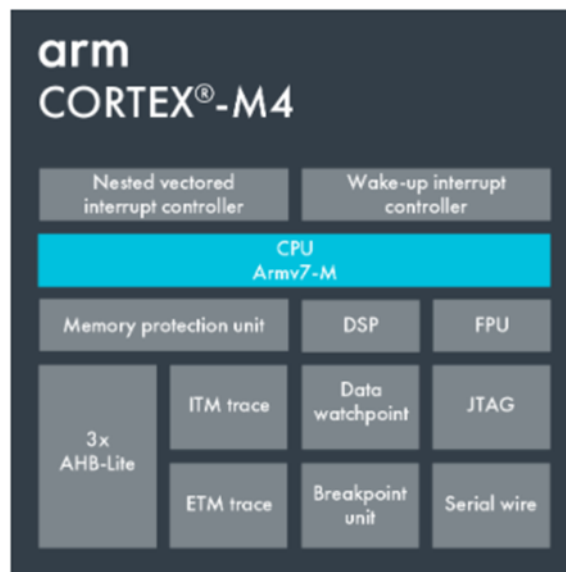 arm
CORTEX®-M4
Nested vectored
interrupt controller
Wake-up interrupt
controller
CPU
Armv7-M
Memory protection unit
DSP
FPU
3x
AHB-Lite
ITM trace
Data
watchpoint
JTAG
ETM trace
Breakpoint
unit
Serial wire